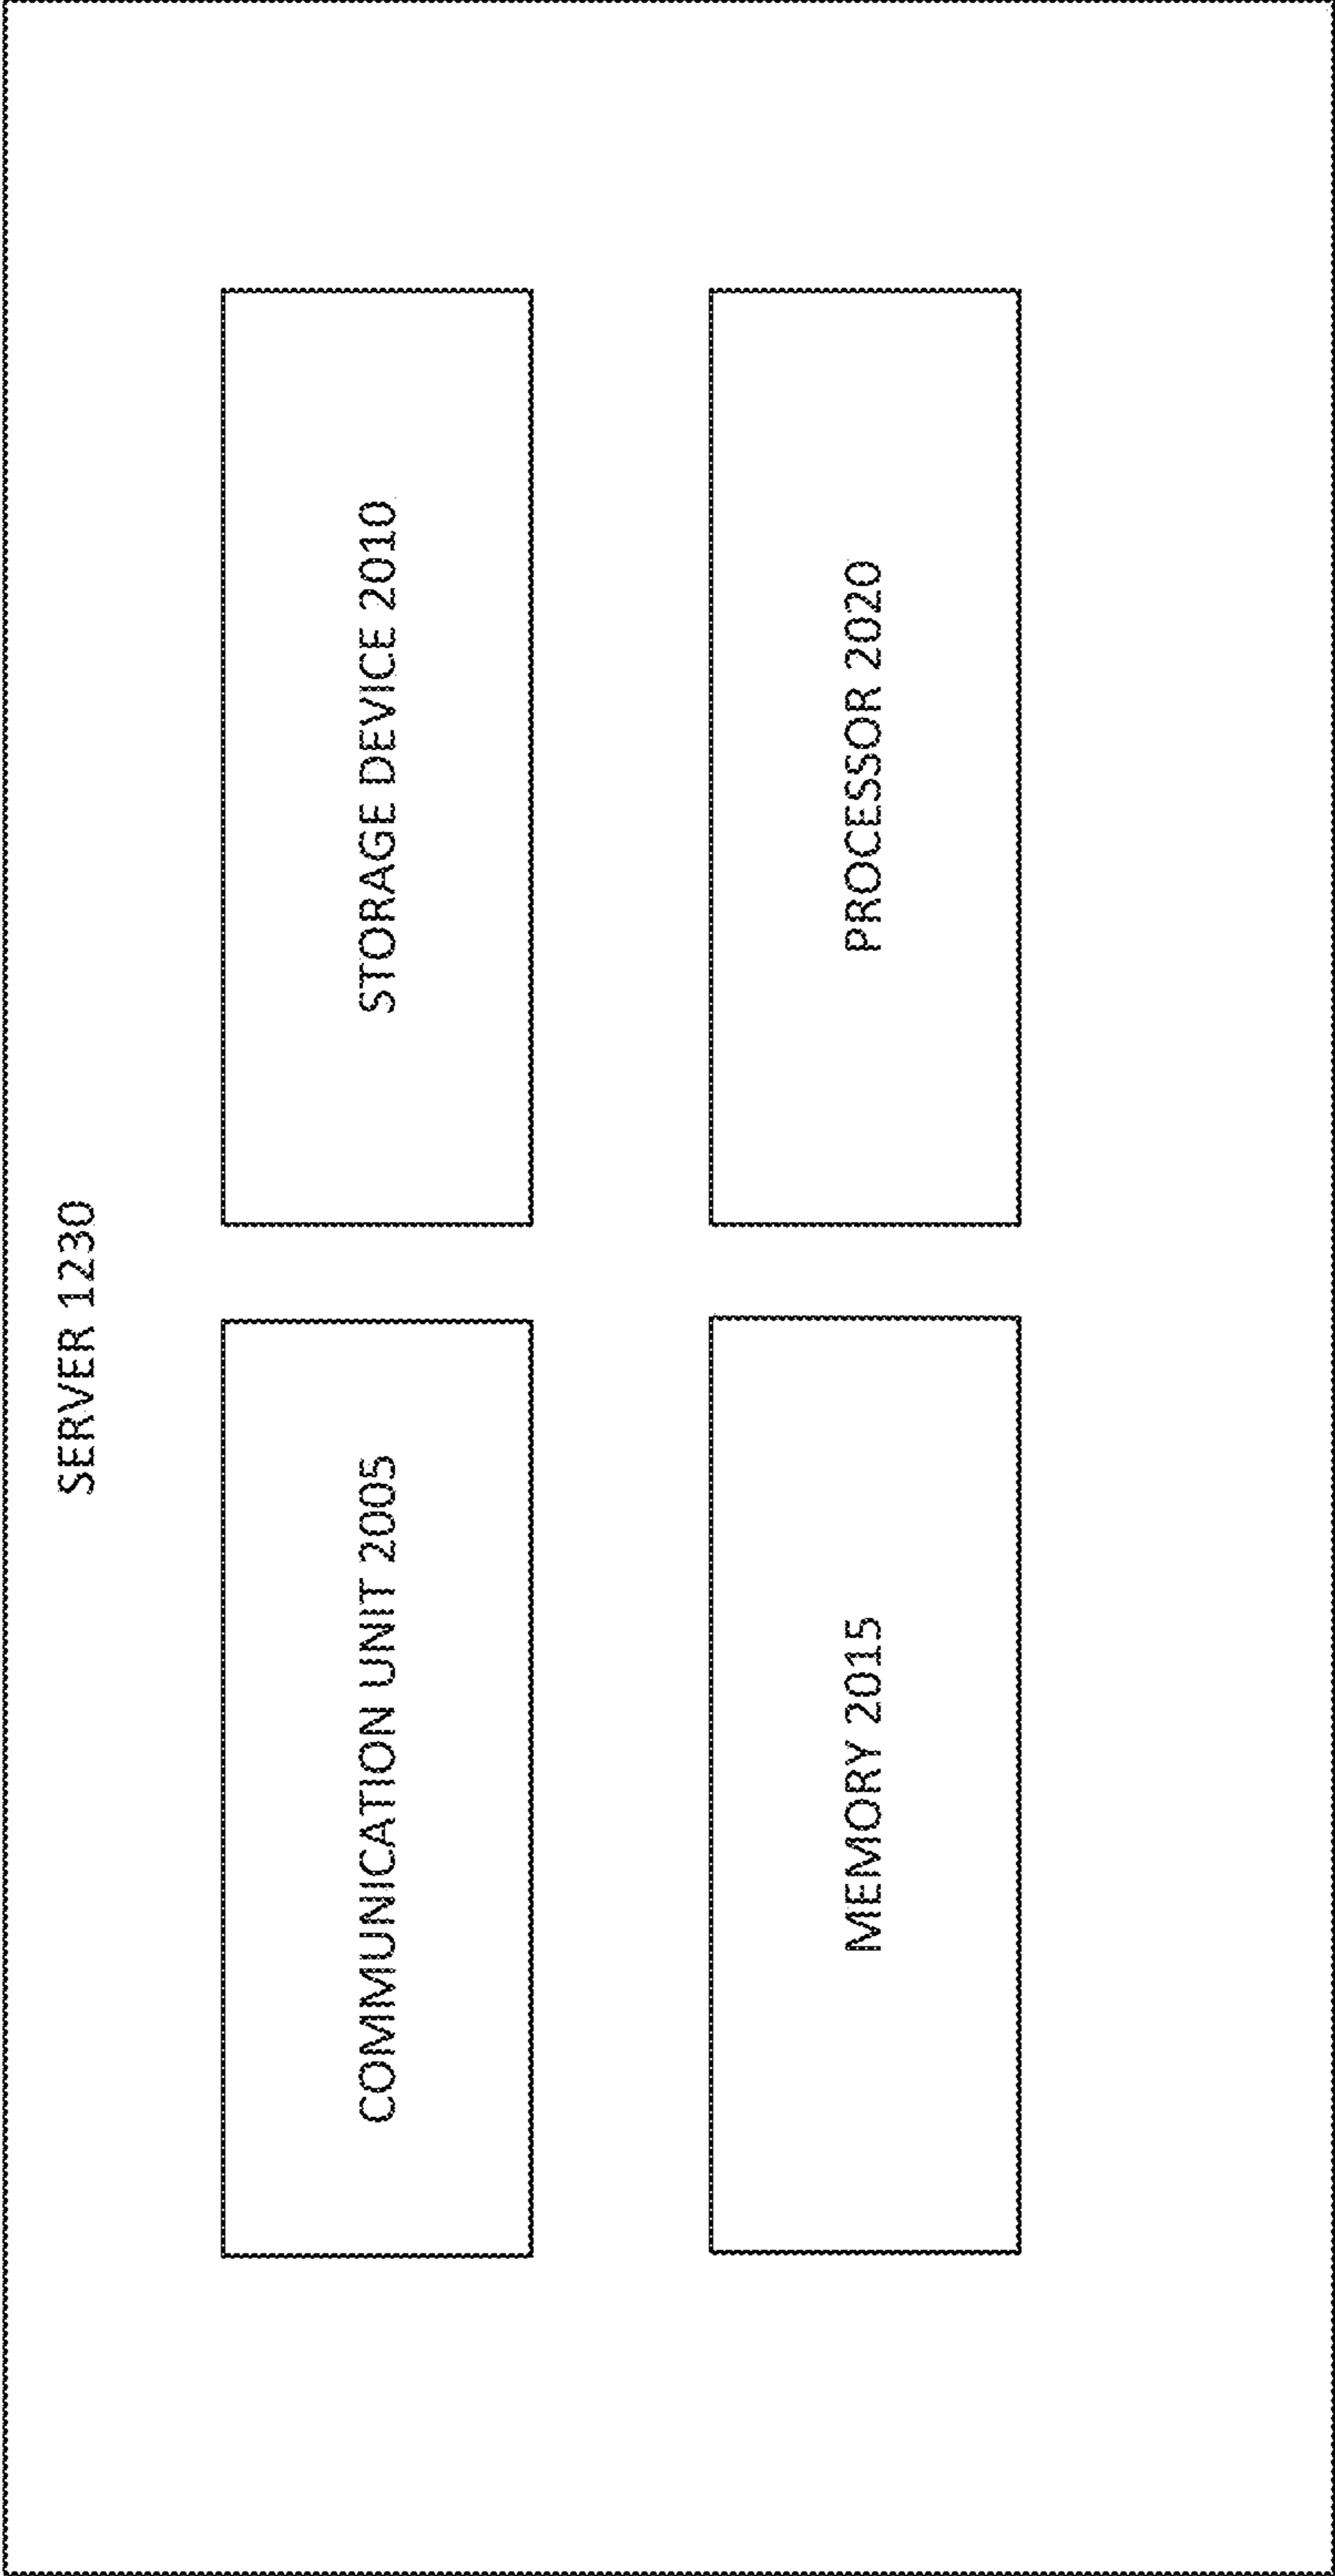 SERVER 1230
COMMUNICATION UNIT 2005
STORAGE DEVICE 2010
MEMORY 2015
PROCESSOR 2020